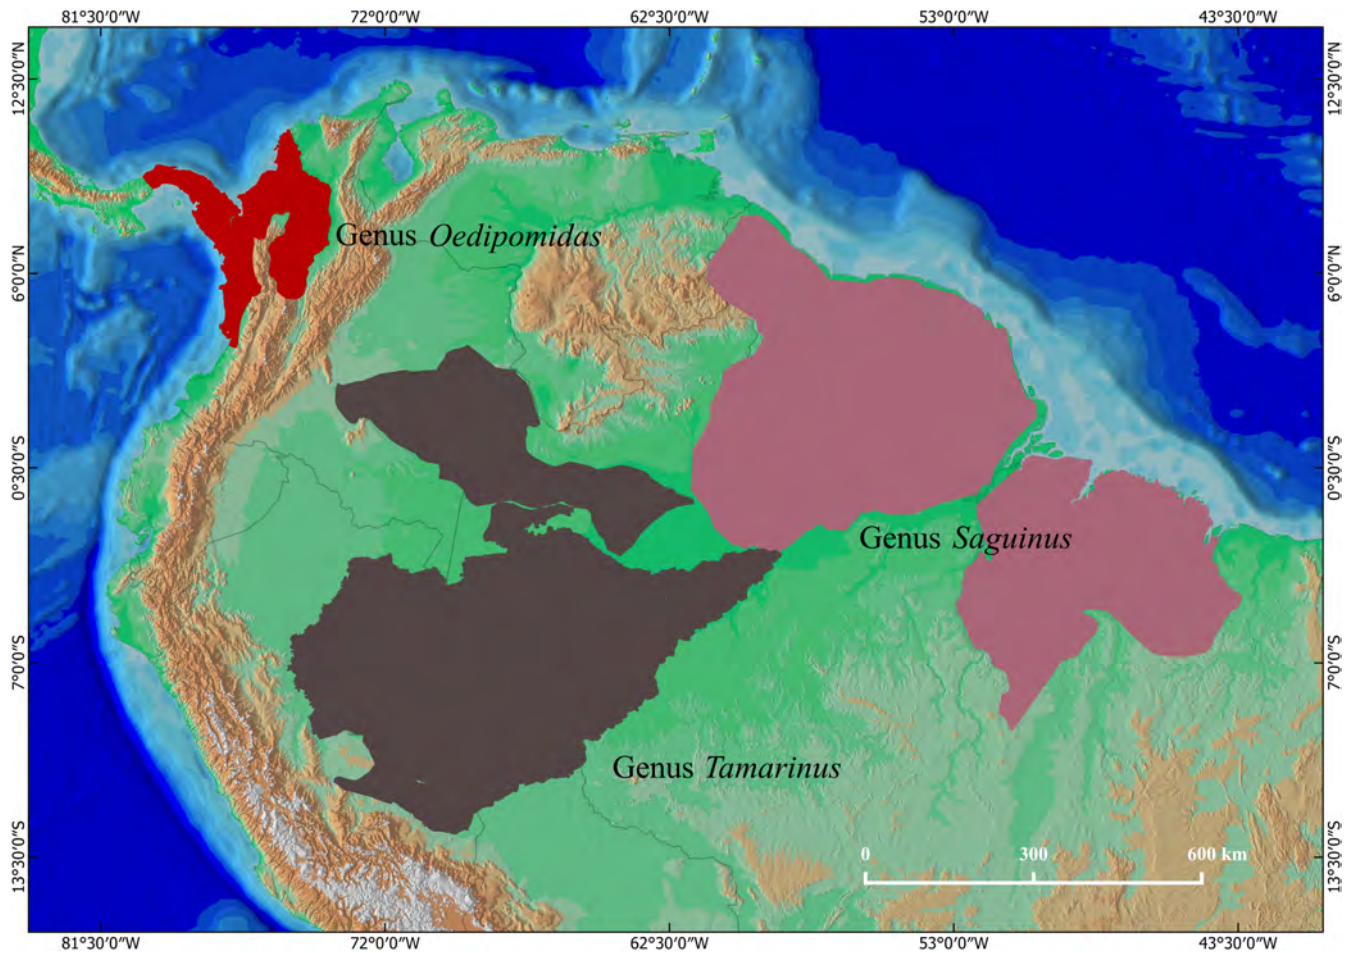 81°30'0"W 72°0'0"W 62°30'0"W 53°0'0"W 43°30'0"W
12°30'0"N 12°30'0"N
Genus Oedipomidas
6°0'0"N 6°0'0"N
0°30'0"S 0°30'0"S
Genus Saguinus
7°0'0"S 7°0'0"S
Genus Tamarinus
0 300 600 km
13°30'0"S 13°30'0"S
81°30'0"W 72°0'0"W 62°30'0"W 53°0'0"W 43°30'0"W